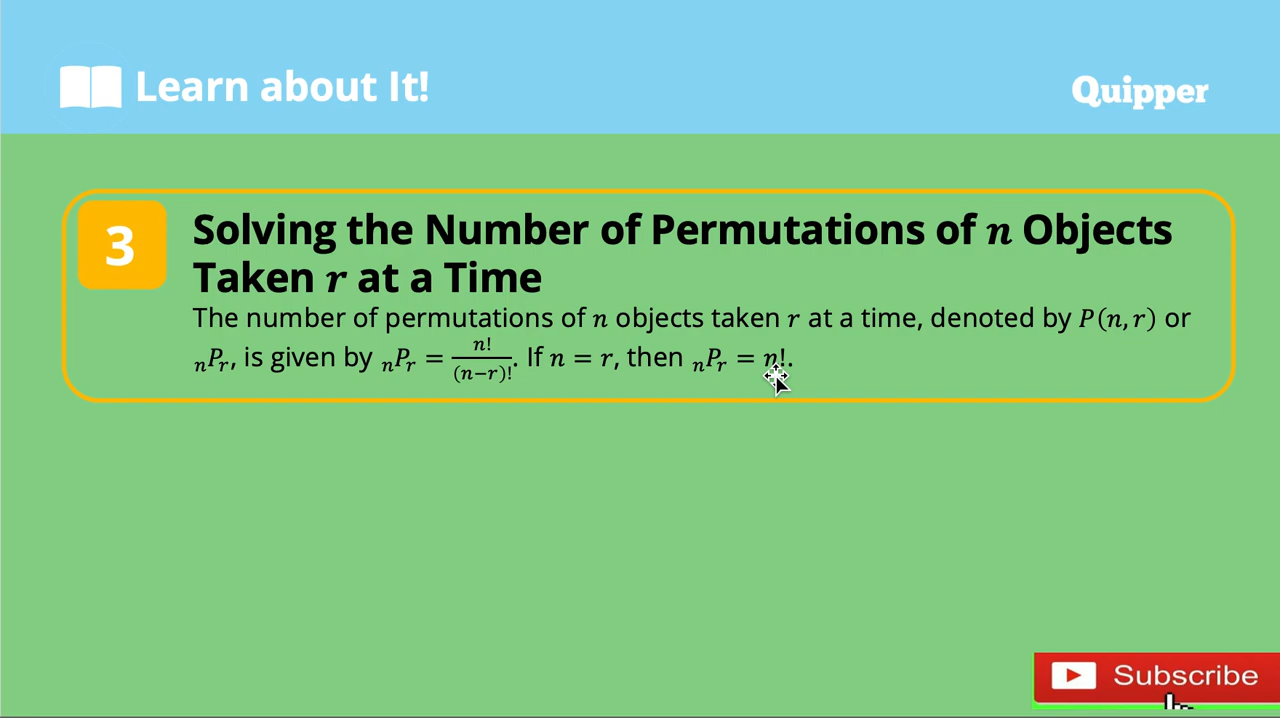 Learn about It!
Quipper
3
Solving the Number of Permutations of n Objects
Taken r at a Time
The number of permutations of n objects taken r at a time, denoted by P(n, r) or
ₙPᵣ, is given by ₙPᵣ = n!/(n−r)!. If n = r, then ₙPᵣ = n!.
Subscribe